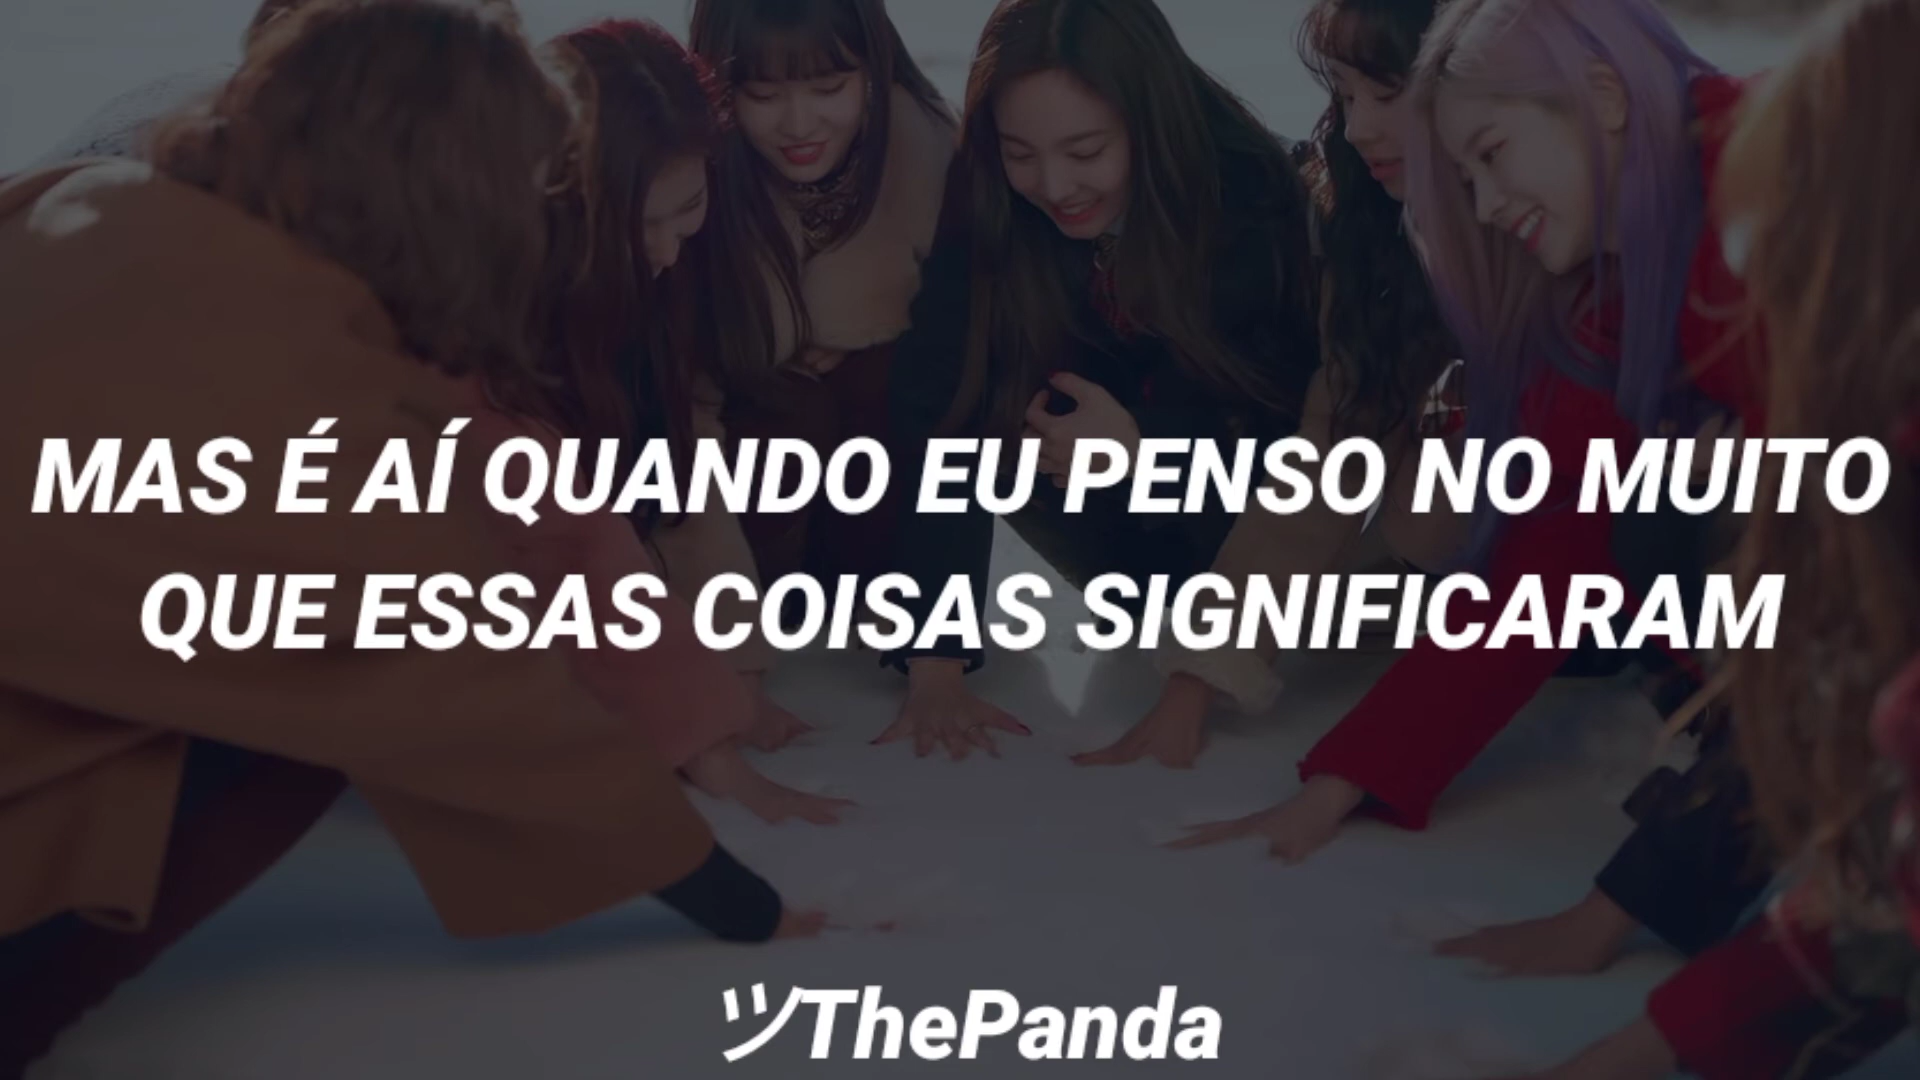 MAS É AÍ QUANDO EU PENSO NO MUITO
QUE ESSAS COISAS SIGNIFICARAM
ツThePanda